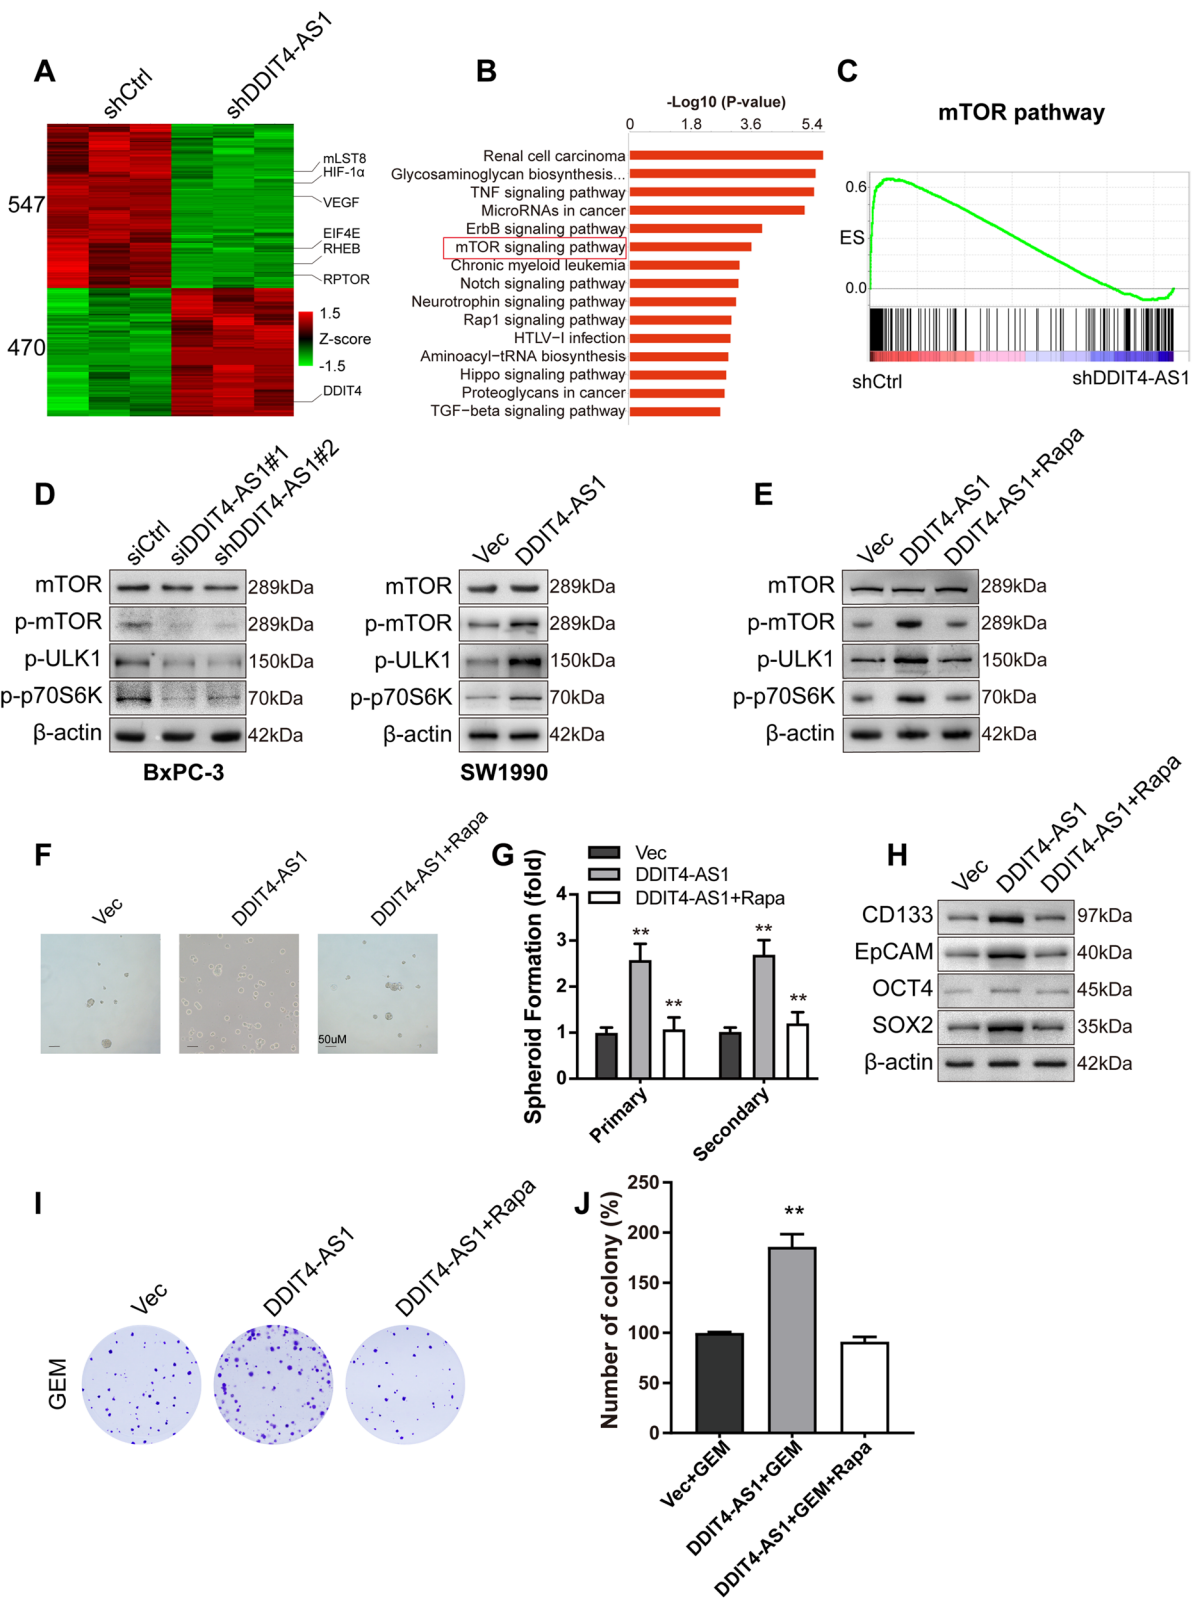 A
shCtrl
shDDIT4-AS1
547
470
mLST8
HIF-1α
VEGF
EIF4E
RHEB
RPTOR
1.5
Z-score
-1.5
DDIT4
B
-Log10 (P-value)
0 1.8 3.6 5.4
Renal cell carcinoma
Glycosaminoglycan biosynthesis...
TNF signaling pathway
MicroRNAs in cancer
ErbB signaling pathway
mTOR signaling pathway
Chronic myeloid leukemia
Notch signaling pathway
Neurotrophin signaling pathway
Rap1 signaling pathway
HTLV−I infection
Aminoacyl−tRNA biosynthesis
Hippo signaling pathway
Proteoglycans in cancer
TGF−beta signaling pathway
C
mTOR pathway
0.6
ES
0.0
shCtrl
shDDIT4-AS1
D
siCtrl
siDDIT4-AS1#1
shDDIT4-AS1#2
mTOR 289kDa
p-mTOR 289kDa
p-ULK1 150kDa
p-p70S6K 70kDa
β-actin 42kDa
BxPC-3
Vec
DDIT4-AS1
mTOR 289kDa
p-mTOR 289kDa
p-ULK1 150kDa
p-p70S6K 70kDa
β-actin 42kDa
SW1990
E
Vec
DDIT4-AS1
DDIT4-AS1+Rapa
mTOR 289kDa
p-mTOR 289kDa
p-ULK1 150kDa
p-p70S6K 70kDa
β-actin 42kDa
F
Vec
DDIT4-AS1
DDIT4-AS1+Rapa
50uM
G
Vec
DDIT4-AS1
DDIT4-AS1+Rapa
Spheroid Formation (fold)
4
3
2
1
0
**
**
**
**
Primary
Secondary
H
Vec
DDIT4-AS1
DDIT4-AS1+Rapa
CD133 97kDa
EpCAM 40kDa
OCT4 45kDa
SOX2 35kDa
β-actin 42kDa
I
Vec
DDIT4-AS1
DDIT4-AS1+Rapa
GEM
J
Number of colony (%)
250
200
150
100
50
0
**
Vec+GEM
DDIT4-AS1+GEM
DDIT4-AS1+GEM+Rapa